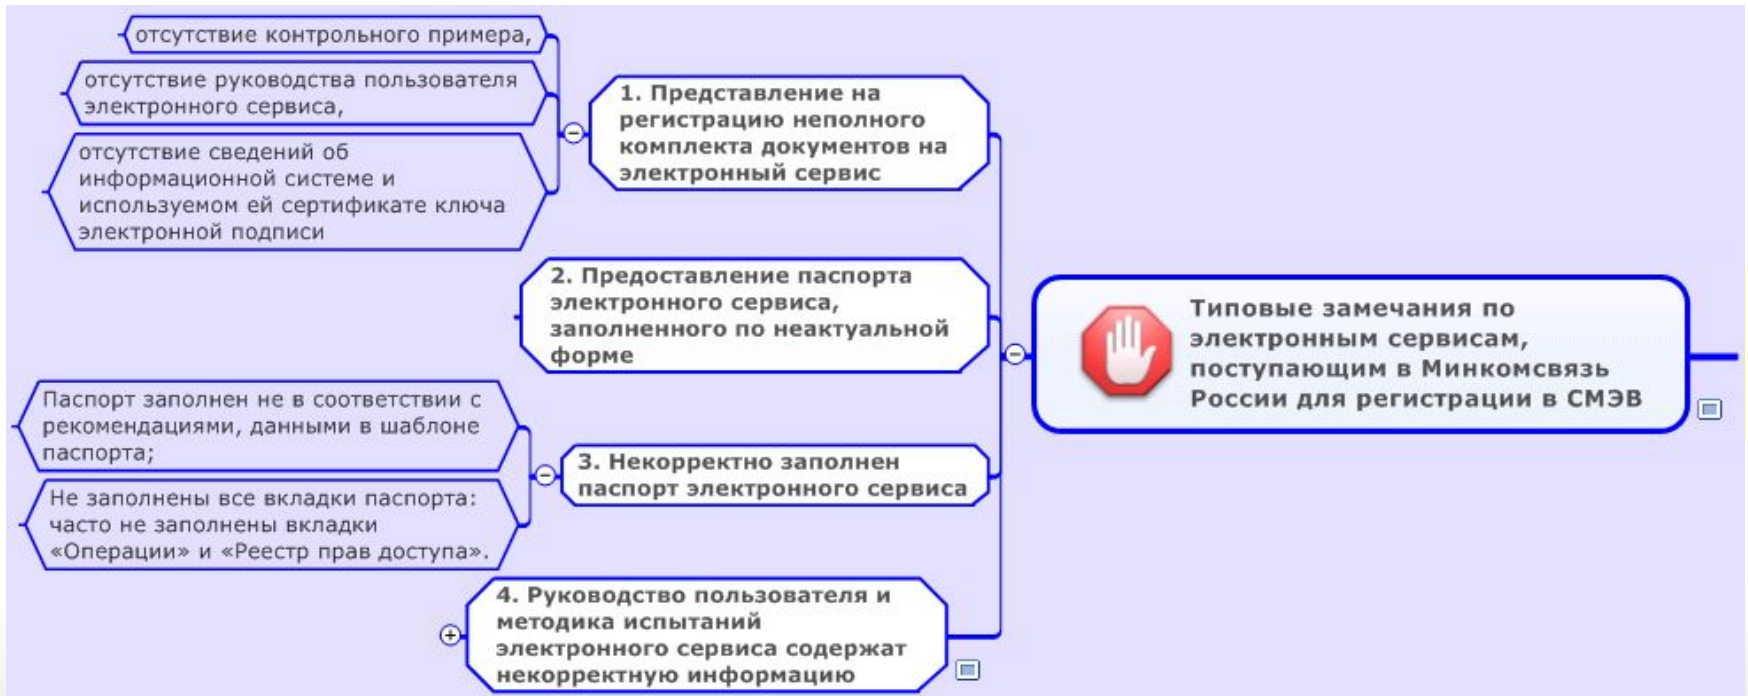 отсутствие контрольного примера,
отсутствие руководства пользователя
электронного сервиса,
отсутствие сведений об
информационной системе и
используемом ей сертификате ключа
электронной подписи
1. Представление на
регистрацию неполного
комплекта документов на
электронный сервис
2. Предоставление паспорта
электронного сервиса,
заполненного по неактуальной
форме
Паспорт заполнен не в соответствии с
рекомендациями, данными в шаблоне
паспорта;
Не заполнены все вкладки паспорта:
часто не заполнены вкладки
«Операции» и «Реестр прав доступа».
3. Некорректно заполнен
паспорт электронного сервиса
4. Руководство пользователя и
методика испытаний
электронного сервиса содержат
некорректную информацию
Типовые замечания по
электронным сервисам,
поступающим в Минкомсвязь
России для регистрации в СМЭВ